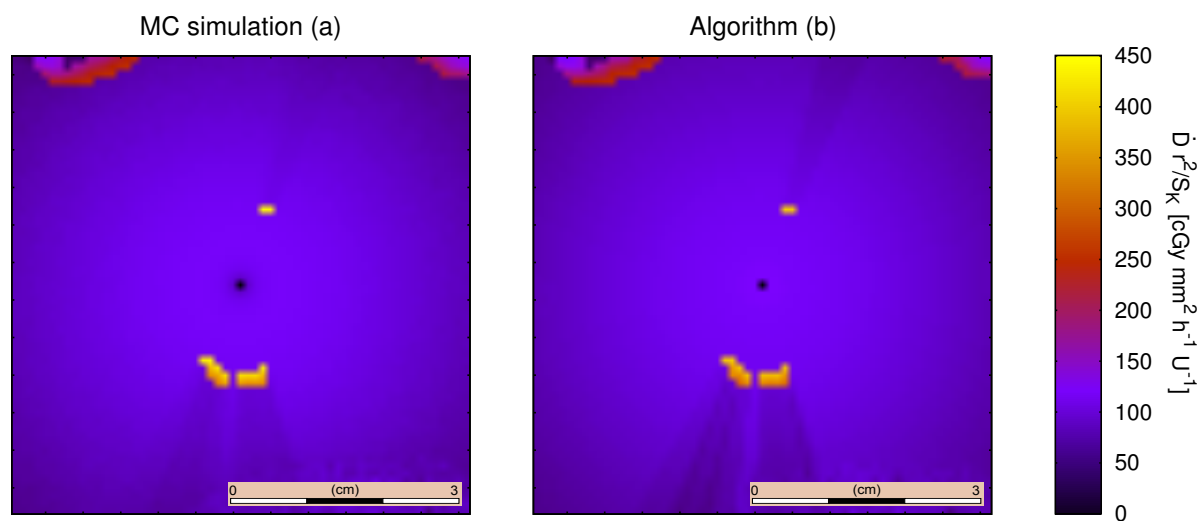 MC simulation (a)
Algorithm (b)
0 (cm) 3
0 (cm) 3
450
400
350
300
250
200
150
100
50
0
Ḋ r²/S_K [cGy mm² h⁻¹ U⁻¹]